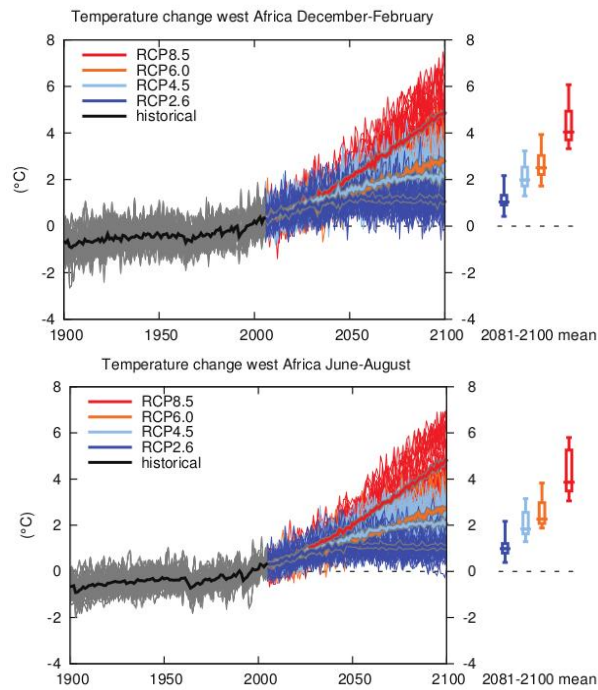 Temperature change west Africa December-February
8
6
4
2
0
-2
-4
(°C)
RCP8.5
RCP6.0
RCP4.5
RCP2.6
historical
8
6
4
2
0
-2
-4
1900 1950 2000 2050 2100 2081-2100 mean
Temperature change west Africa June-August
8
6
4
2
0
-2
-4
(°C)
RCP8.5
RCP6.0
RCP4.5
RCP2.6
historical
8
6
4
2
0
-2
-4
1900 1950 2000 2050 2100 2081-2100 mean